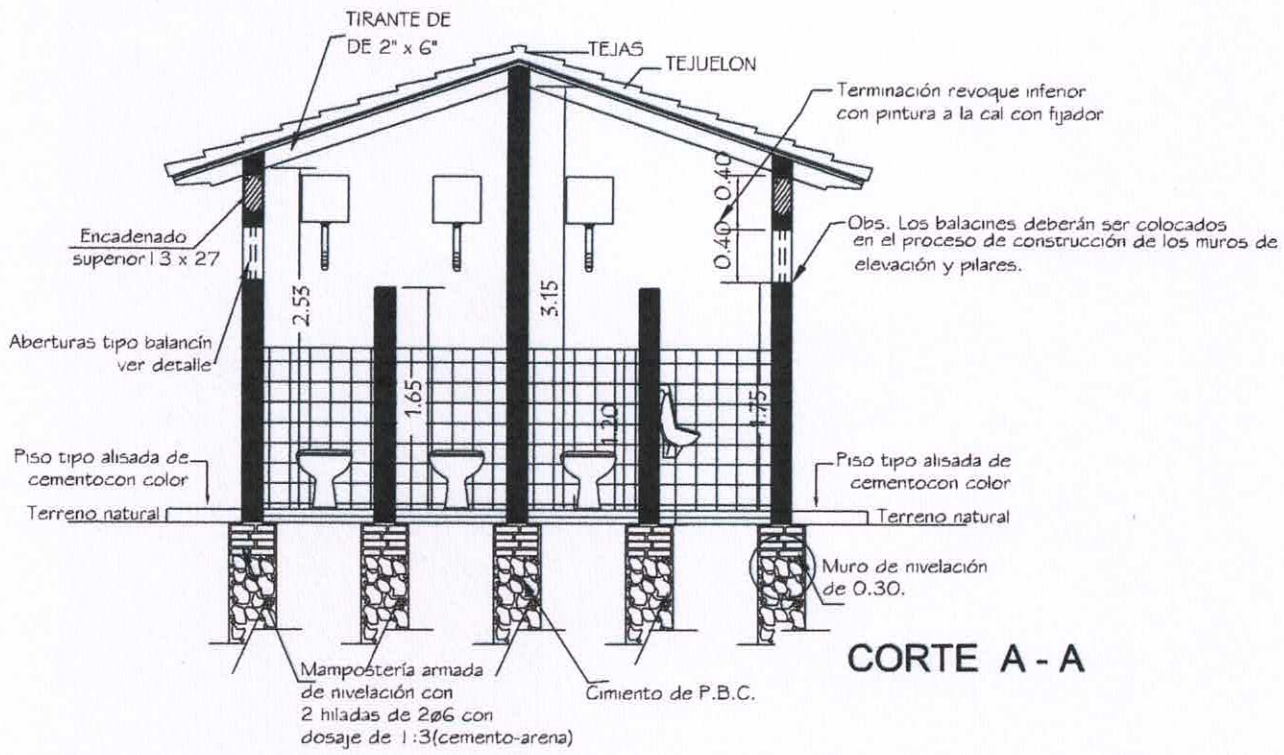 TIRANTE DE
DE 2" x 6"
TEJAS
TEJUELON
Terminación revoque inferior
con pintura a la cal con fijador
0.40
0.40
Encadenado
superior 13 x 27
Obs. Los balacines deberán ser colocados
en el proceso de construcción de los muros de
elevación y pilares.
2.53
3.15
Aberturas tipo balancín
ver detalle
1.65
1.20
1.75
Piso tipo alisada de
cementocon color
Piso tipo alisada de
cementocon color
Terreno natural
Terreno natural
Muro de nivelación
de 0.30.
CORTE A - A
Mampostería armada
de nivelación con
2 hiladas de 2ø6 con
dosaje de 1:3(cemento-arena)
Cimiento de P.B.C.